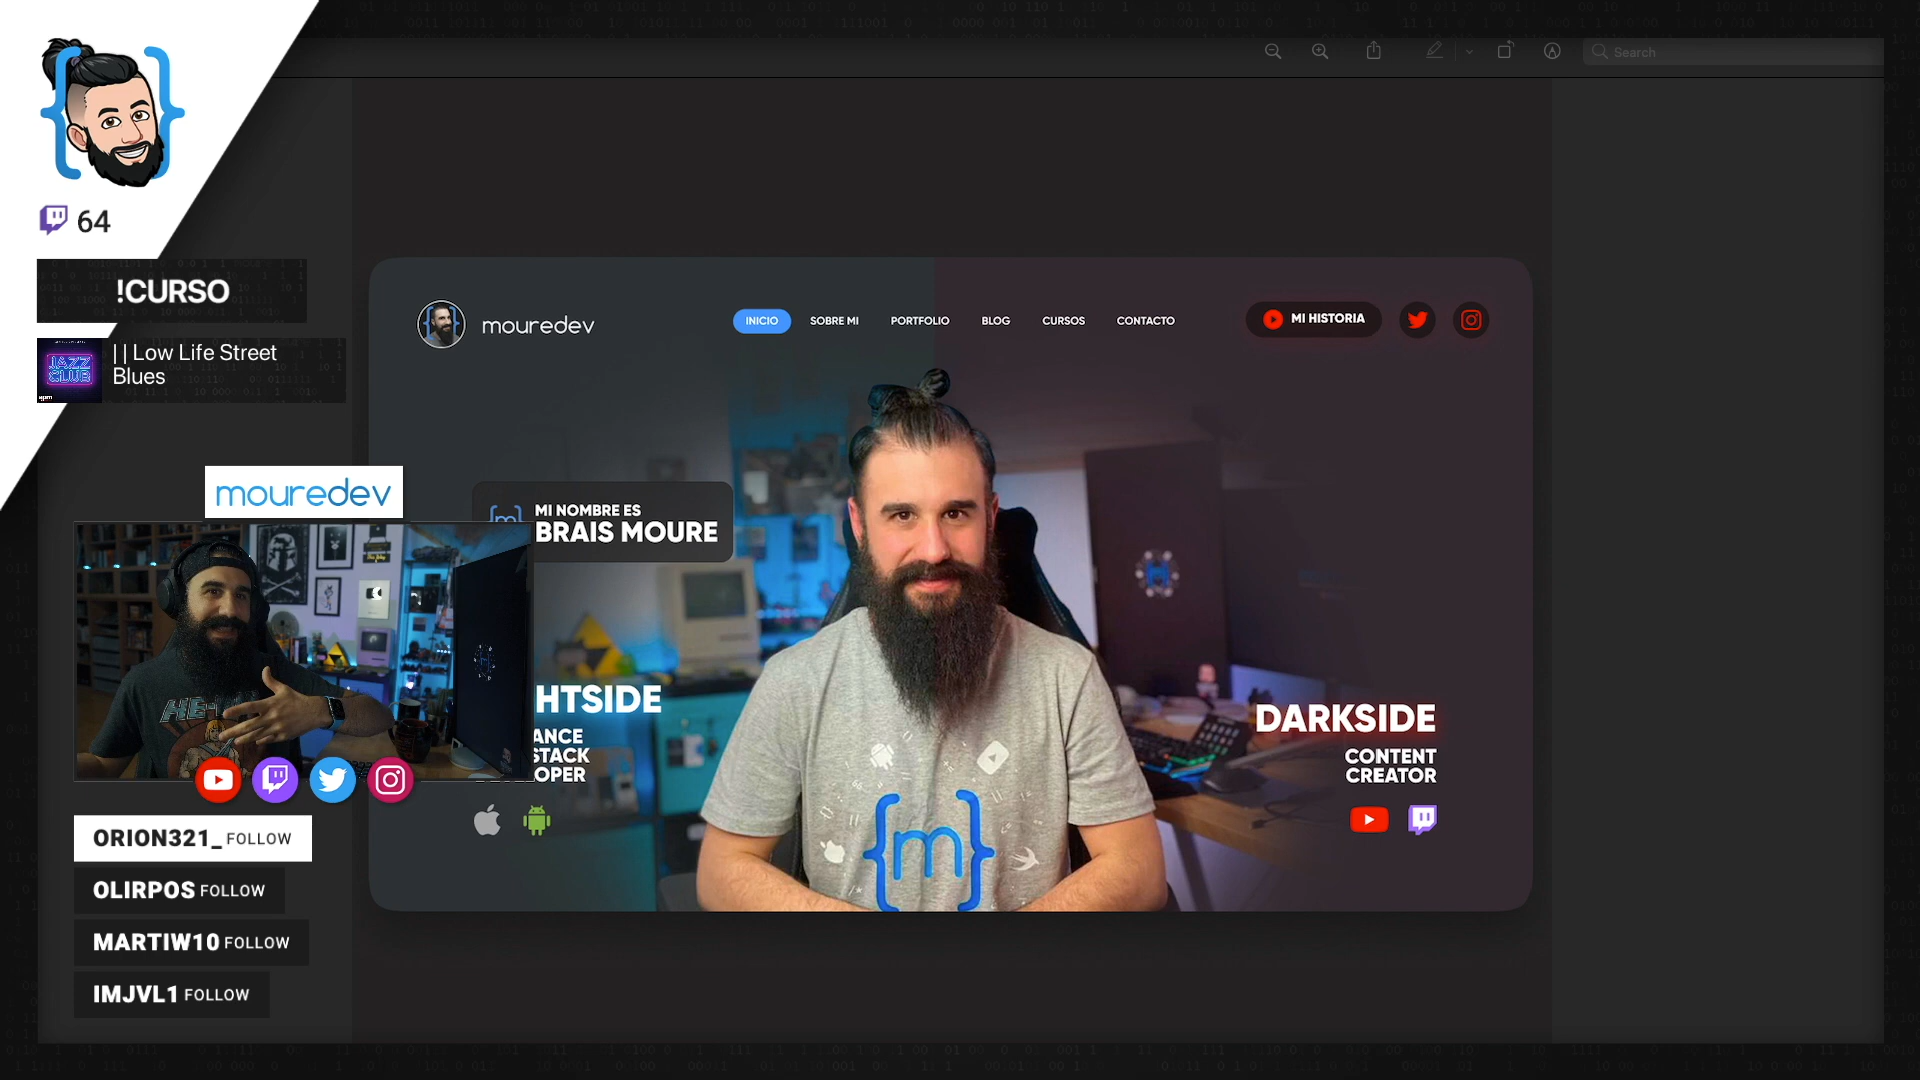 Search
64
!CURSO
| | Low Life Street
Blues
JAZZ
CLUB
mouredev
INICIO
SOBRE MI
PORTFOLIO
BLOG
CURSOS
CONTACTO
MI HISTORIA
mouredev
MI NOMBRE ES
BRAIS MOURE
HTSIDE
ANCE
STACK
OPER
DARKSIDE
CONTENT
CREATOR
{m}
ORION321_ FOLLOW
OLIRPOS FOLLOW
MARTIW10 FOLLOW
IMJVL1 FOLLOW